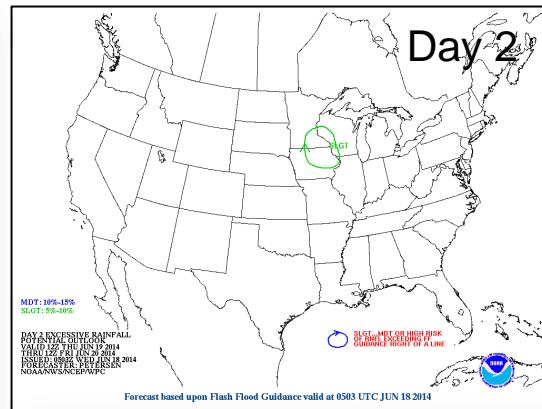 Day 2
SLGT
MDT: 10%-15%
SLGT: 5%-10%
DAY 2 EXCESSIVE RAINFALL
POTENTIAL OUTLOOK
VALID 12Z THU JUN 19 2014
THRU 12Z FRI JUN 20 2014
ISSUED: 0503Z WED JUN 18 2014
FORECASTER: PETERSEN
NOAA/NWS/NCEP/WPC
SLGT...MDT OR HIGH RISK
OF RNFL EXCEEDING FF
GUIDANCE RIGHT OF A LINE
NOAA
Forecast based upon Flash Flood Guidance valid at 0503 UTC JUN 18 2014